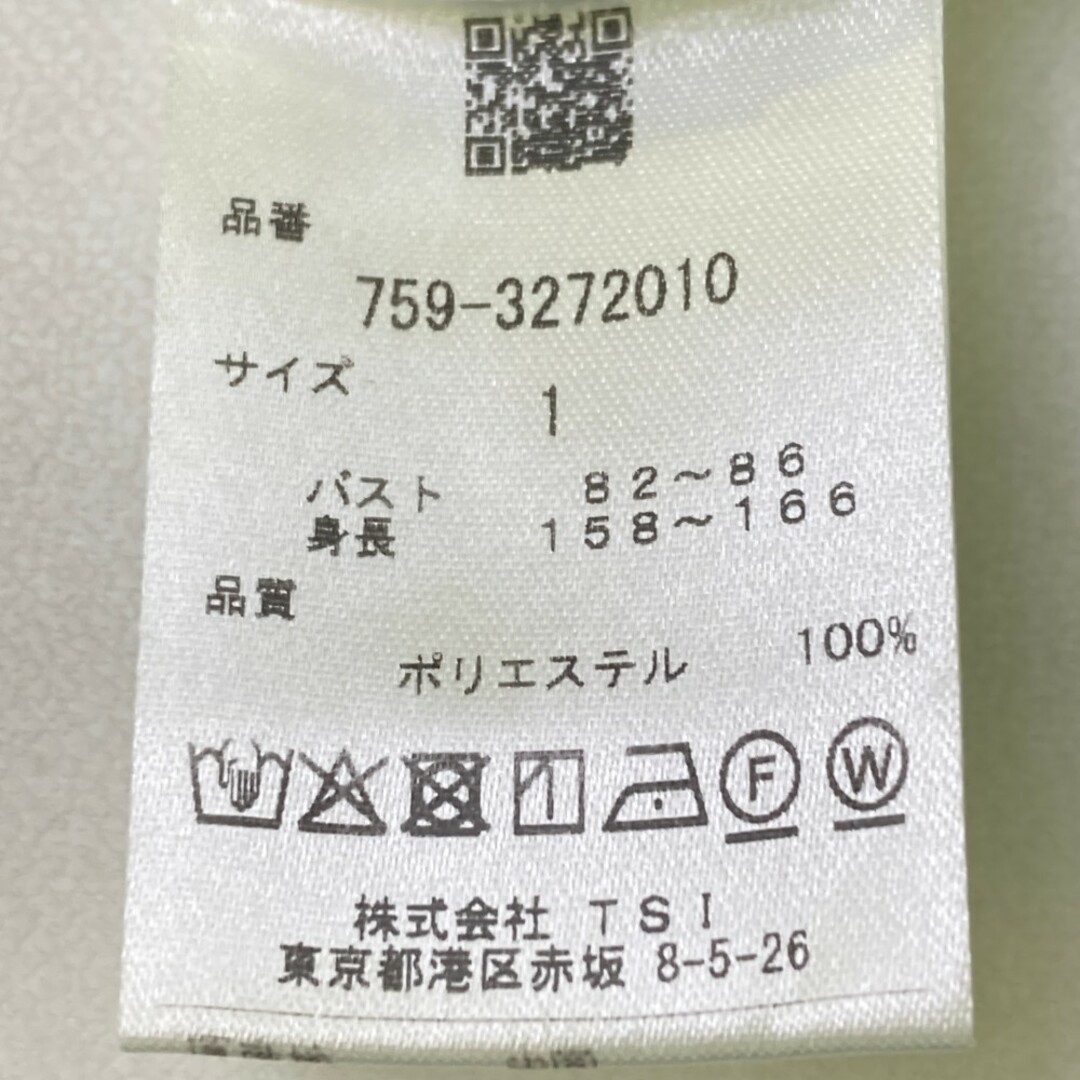 品番
759-3272010
サイズ
1
バスト 82～86
身長 158～166
品質
ポリエステル 100%
F W
株式会社 TSI
東京都港区赤坂 8-5-26